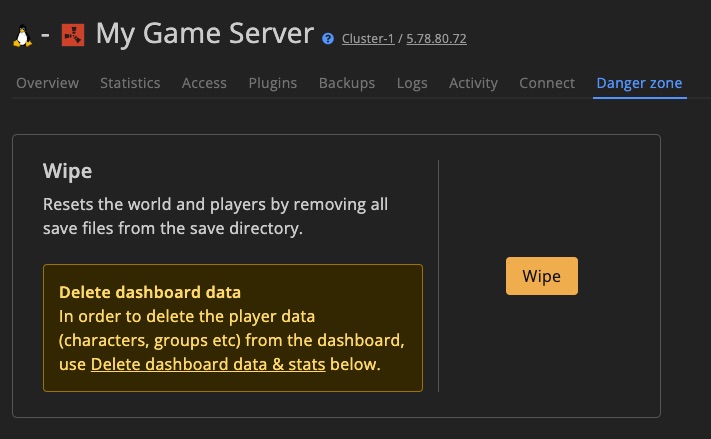 - My Game Server ? Cluster-1 / 5.78.80.72
Overview Statistics Access Plugins Backups Logs Activity Connect Danger zone
Wipe
Resets the world and players by removing all
save files from the save directory.
Delete dashboard data
In order to delete the player data
(characters, groups etc) from the dashboard,
use Delete dashboard data & stats below.
Wipe